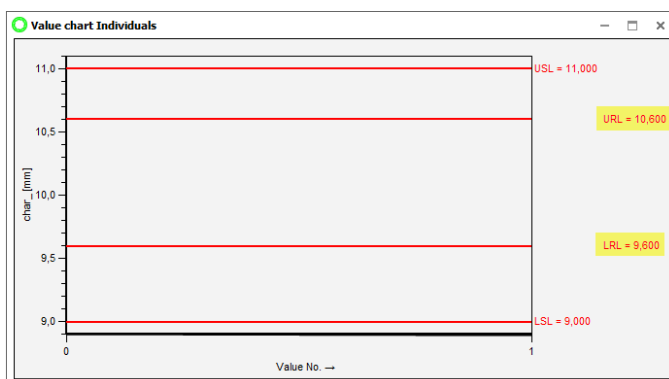 Value chart Individuals
11,0
USL = 11,000
URL = 10,600
10,5
char_ [mm]
10,0
LRL = 9,600
9,5
9,0
LSL = 9,000
0
1
Value No. →